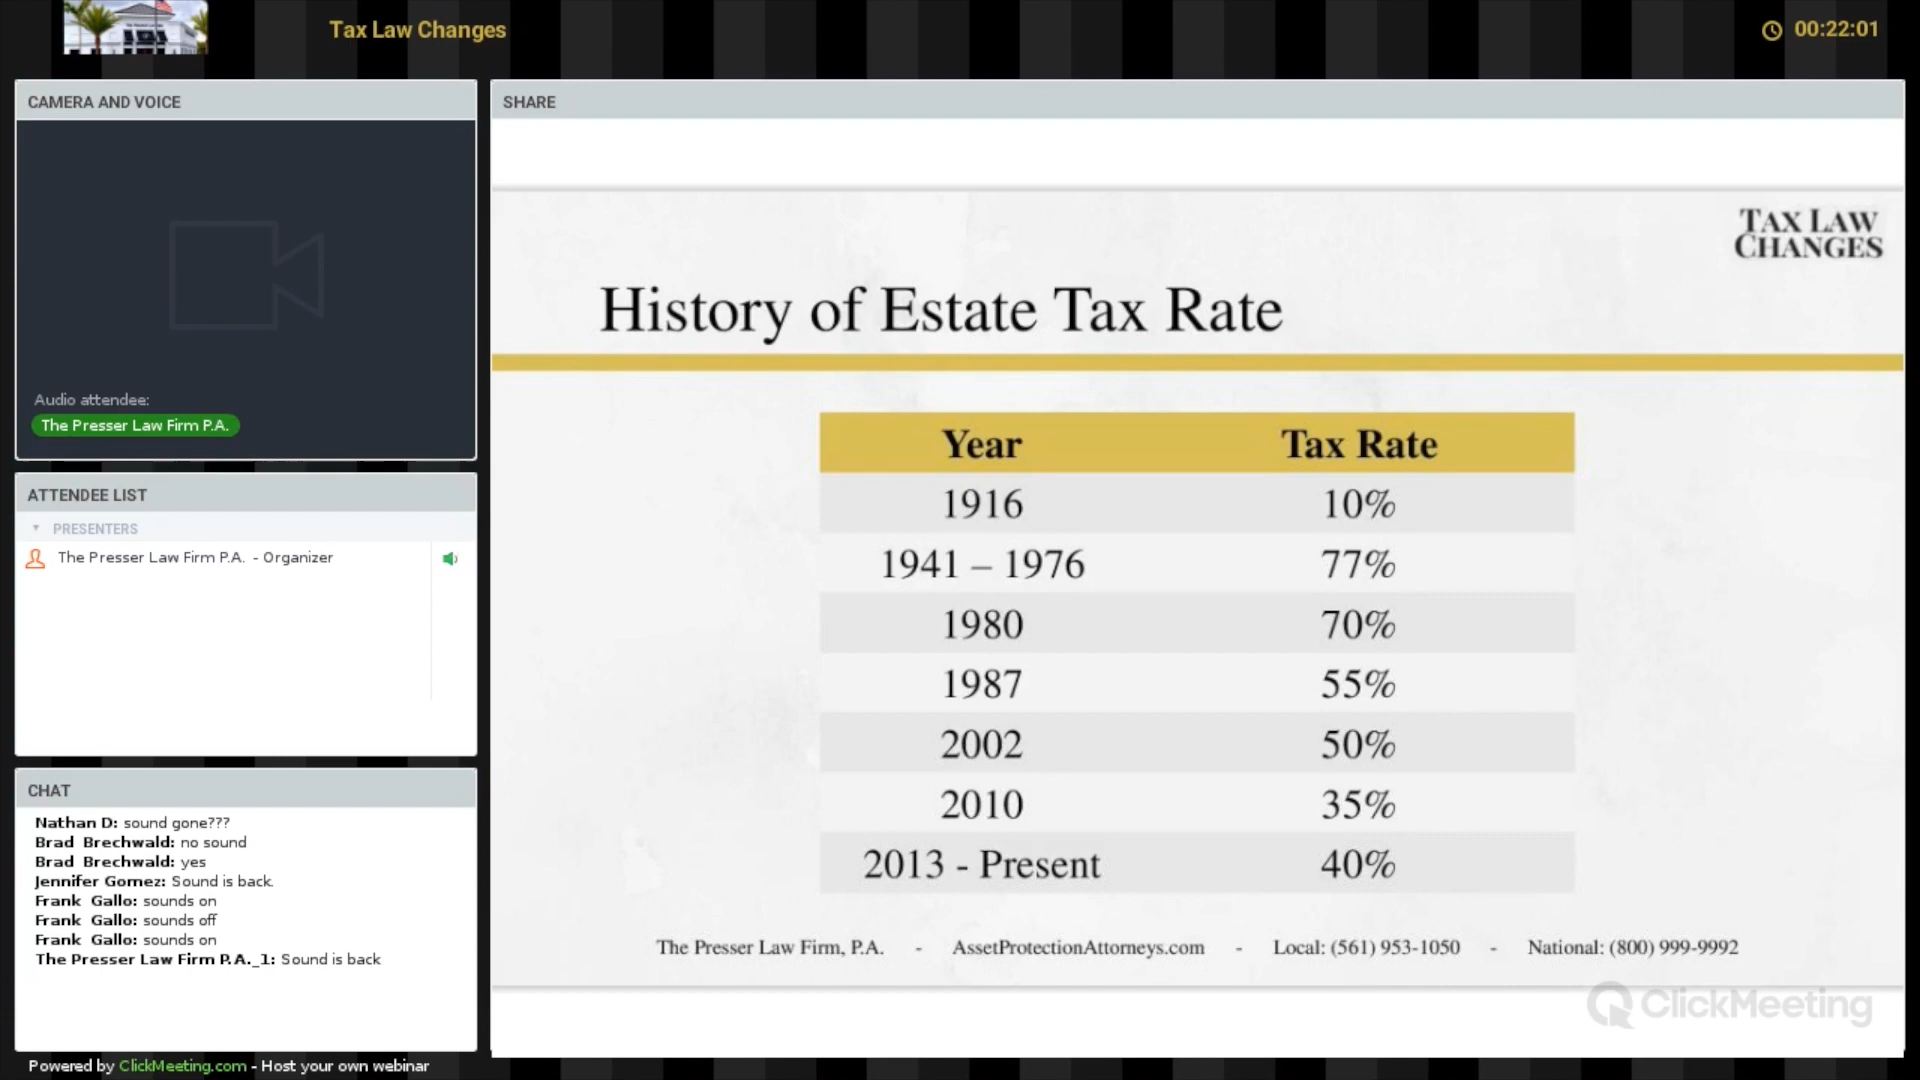 Tax Law Changes
00:22:01
CAMERA AND VOICE
Audio attendee:
The Presser Law Firm P.A.
ATTENDEE LIST
PRESENTERS
The Presser Law Firm P.A. - Organizer
CHAT
Nathan D: sound gone???
Brad Brechwald: no sound
Brad Brechwald: yes
Jennifer Gomez: Sound is back.
Frank Gallo: sounds on
Frank Gallo: sounds off
Frank Gallo: sounds on
The Presser Law Firm P.A._1: Sound is back
SHARE
TAX LAW
CHANGES
History of Estate Tax Rate
Year Tax Rate
1916 10%
1941 – 1976 77%
1980 70%
1987 55%
2002 50%
2010 35%
2013 - Present 40%
The Presser Law Firm, P.A. - AssetProtectionAttorneys.com - Local: (561) 953-1050 - National: (800) 999-9992
ClickMeeting
Powered by ClickMeeting.com - Host your own webinar